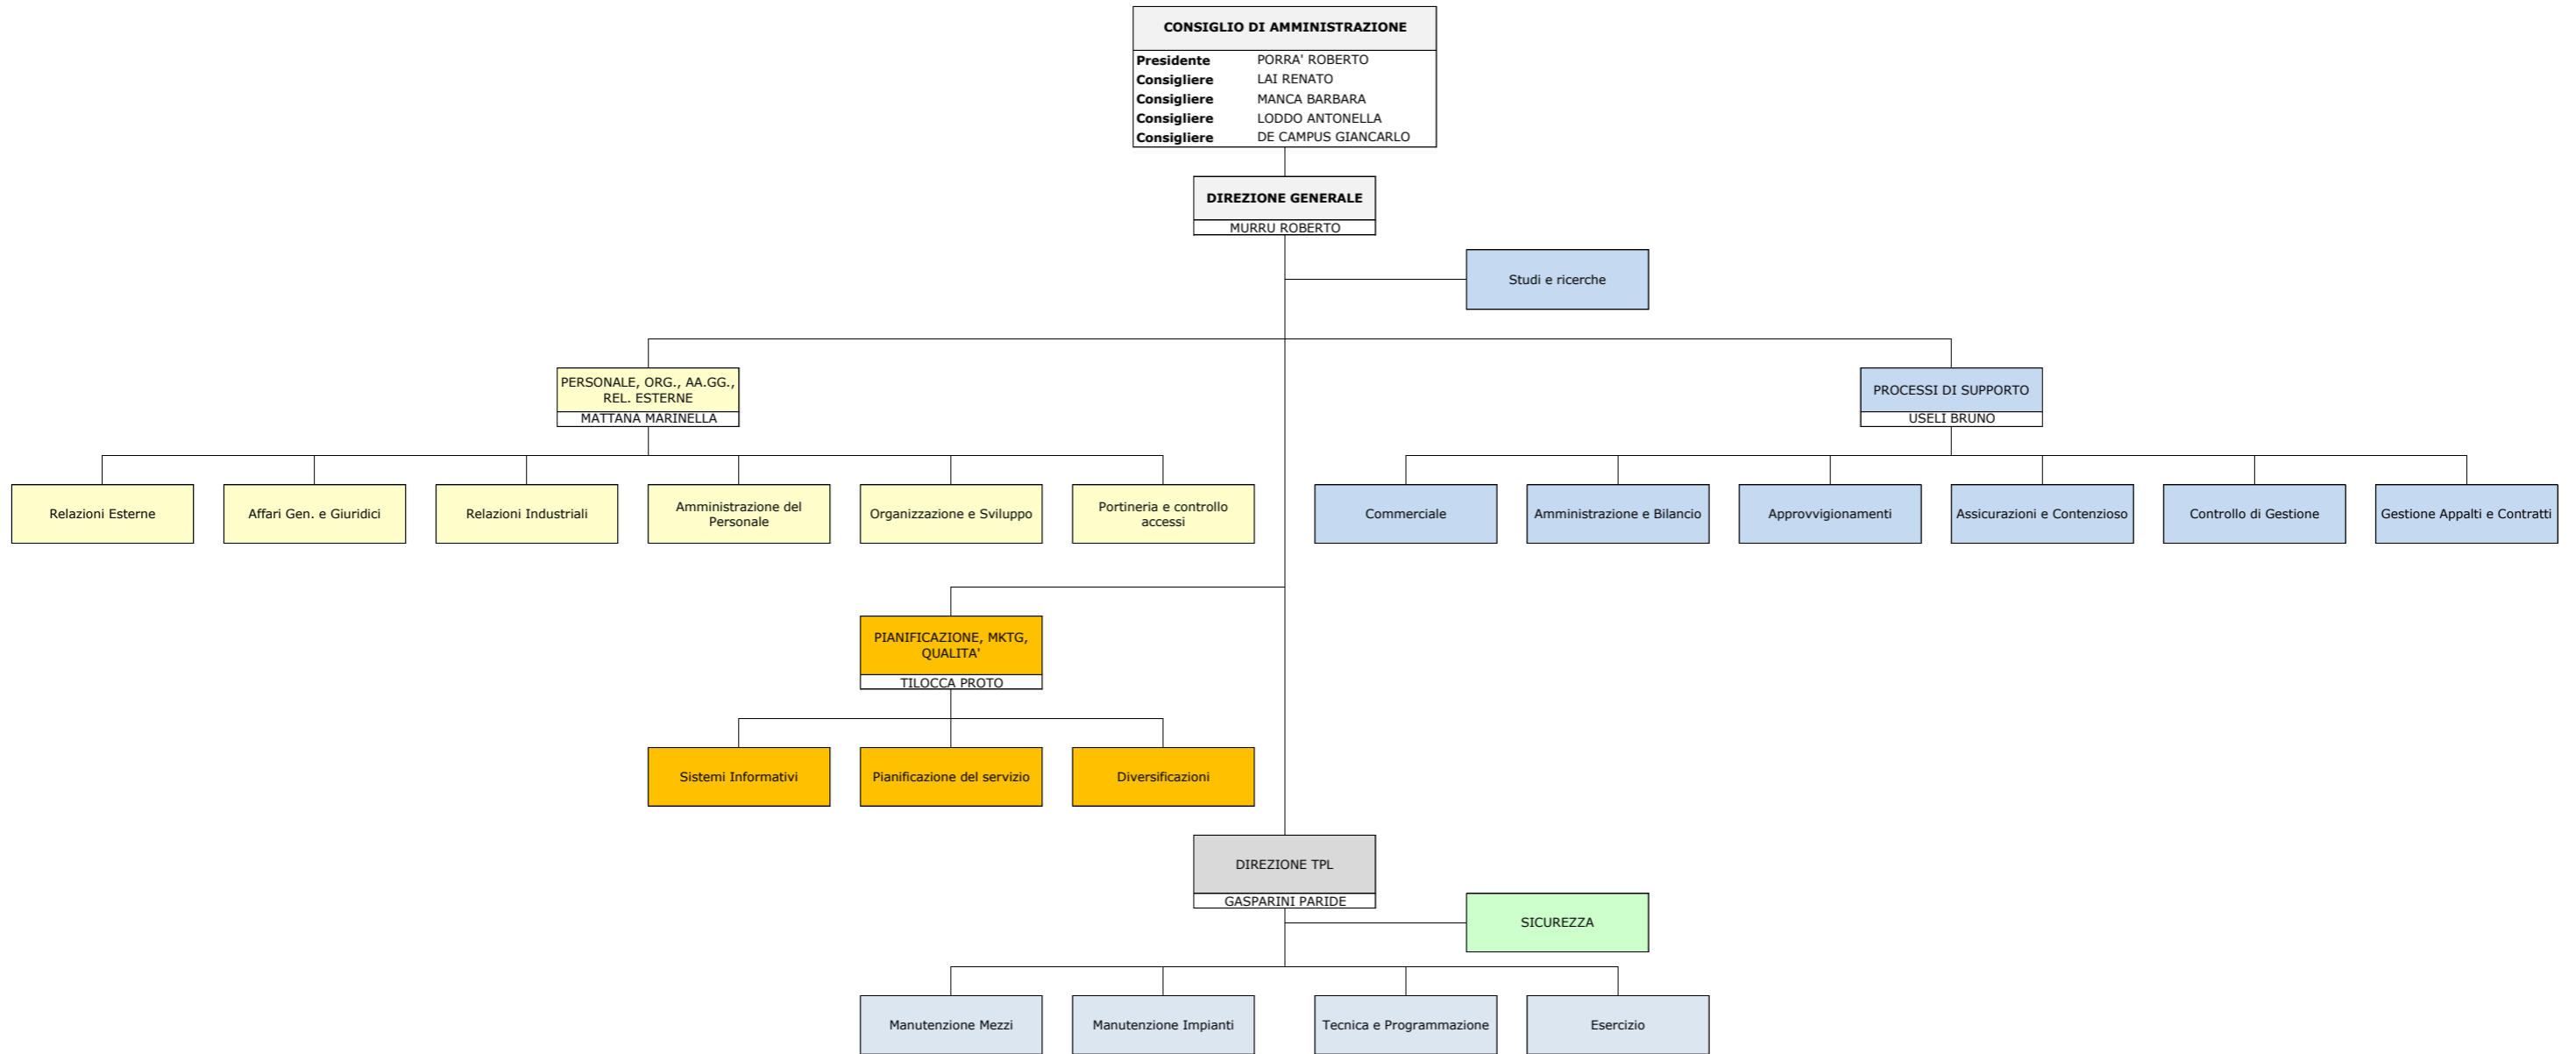 CONSIGLIO DI AMMINISTRAZIONE
Presidente PORRA' ROBERTO
Consigliere LAI RENATO
Consigliere MANCA BARBARA
Consigliere LODDO ANTONELLA
Consigliere DE CAMPUS GIANCARLO
DIREZIONE GENERALE
MURRU ROBERTO
Studi e ricerche
PERSONALE, ORG., AA.GG.,
REL. ESTERNE
MATTANA MARINELLA
PROCESSI DI SUPPORTO
USELI BRUNO
Relazioni Esterne
Affari Gen. e Giuridici
Relazioni Industriali
Amministrazione del
Personale
Organizzazione e Sviluppo
Portineria e controllo
accessi
Commerciale
Amministrazione e Bilancio
Approvvigionamenti
Assicurazioni e Contenzioso
Controllo di Gestione
Gestione Appalti e Contratti
PIANIFICAZIONE, MKTG,
QUALITA'
TILOCCA PROTO
Sistemi Informativi
Pianificazione del servizio
Diversificazioni
DIREZIONE TPL
GASPARINI PARIDE
SICUREZZA
Manutenzione Mezzi
Manutenzione Impianti
Tecnica e Programmazione
Esercizio